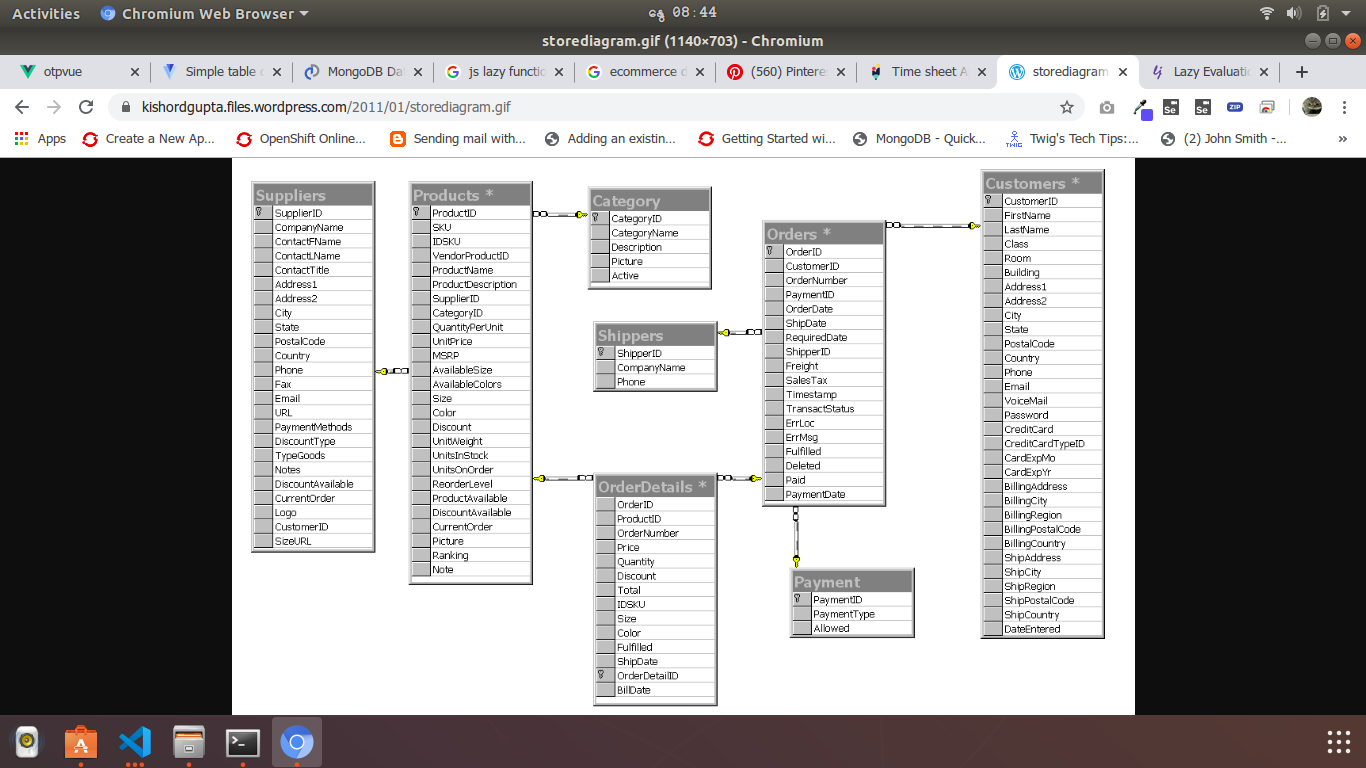 Activities
Chromium Web Browser
နွေ 08:44
storediagram.gif (1140×703) - Chromium
otpvue
Simple table
MongoDB Da
js lazy functi
ecommerce d
(560) Pintere
Time sheet A
storediagram
Lazy Evaluati
kishordgupta.files.wordpress.com/2011/01/storediagram.gif
Se
Se
ZIP
Apps
Create a New Ap...
OpenShift Online...
Sending mail with...
Adding an existin...
Getting Started wi...
MongoDB - Quick...
TWIG
Twig's Tech Tips:...
(2) John Smith -...
»
Suppliers
SupplierID
CompanyName
ContactFName
ContactLName
ContactTitle
Address1
Address2
City
State
PostalCode
Country
Phone
Fax
Email
URL
PaymentMethods
DiscountType
TypeGoods
Notes
DiscountAvailable
CurrentOrder
Logo
CustomerID
SizeURL
Products *
ProductID
SKU
IDSKU
VendorProductID
ProductName
ProductDescription
SupplierID
CategoryID
QuantityPerUnit
UnitPrice
MSRP
AvailableSize
AvailableColors
Size
Color
Discount
UnitWeight
UnitsInStock
UnitsOnOrder
ReorderLevel
ProductAvailable
DiscountAvailable
CurrentOrder
Picture
Ranking
Note
Category
CategoryID
CategoryName
Description
Picture
Active
Shippers
ShipperID
CompanyName
Phone
OrderDetails *
OrderID
ProductID
OrderNumber
Price
Quantity
Discount
Total
IDSKU
Size
Color
Fulfilled
ShipDate
OrderDetailID
BillDate
Orders *
OrderID
CustomerID
OrderNumber
PaymentID
OrderDate
ShipDate
RequiredDate
ShipperID
Freight
SalesTax
Timestamp
TransactStatus
ErrLoc
ErrMsg
Fulfilled
Deleted
Paid
PaymentDate
Payment
PaymentID
PaymentType
Allowed
Customers *
CustomerID
FirstName
LastName
Class
Room
Building
Address1
Address2
City
State
PostalCode
Country
Phone
Email
VoiceMail
Password
CreditCard
CreditCardTypeID
CardExpMo
CardExpYr
BillingAddress
BillingCity
BillingRegion
BillingPostalCode
BillingCountry
ShipAddress
ShipCity
ShipRegion
ShipPostalCode
ShipCountry
DateEntered